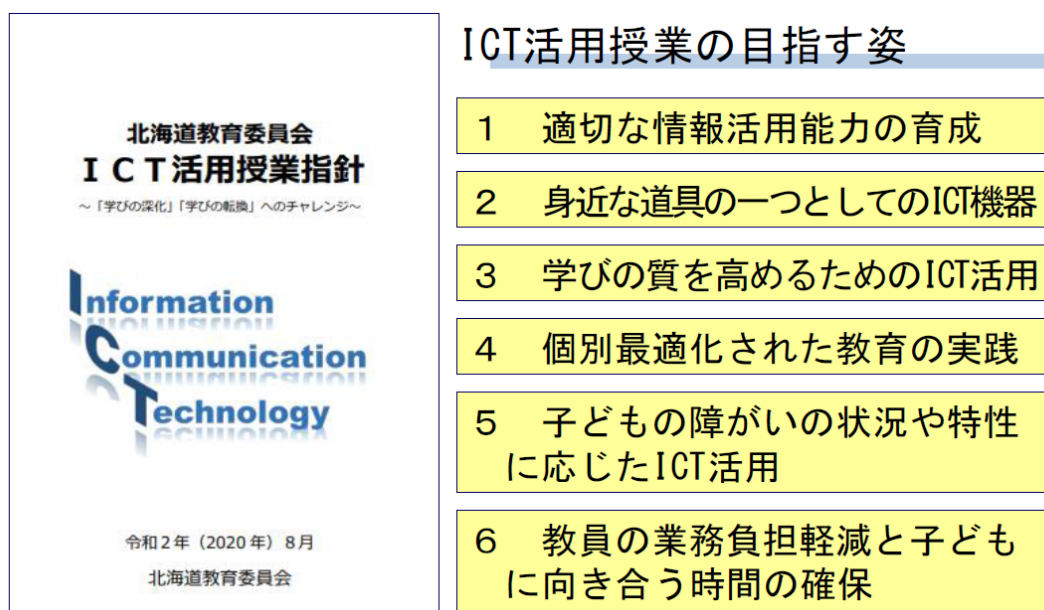 北海道教育委員会
ICT活用授業指針
～「学びの深化」「学びの転換」へのチャレンジ～
Information
Communication
Technology
令和2年(2020年)8月
北海道教育委員会
ICT活用授業の目指す姿
1 適切な情報活用能力の育成
2 身近な道具の一つとしてのICT機器
3 学びの質を高めるためのICT活用
4 個別最適化された教育の実践
5 子どもの障がいの状況や特性
に応じたICT活用
6 教員の業務負担軽減と子ども
に向き合う時間の確保